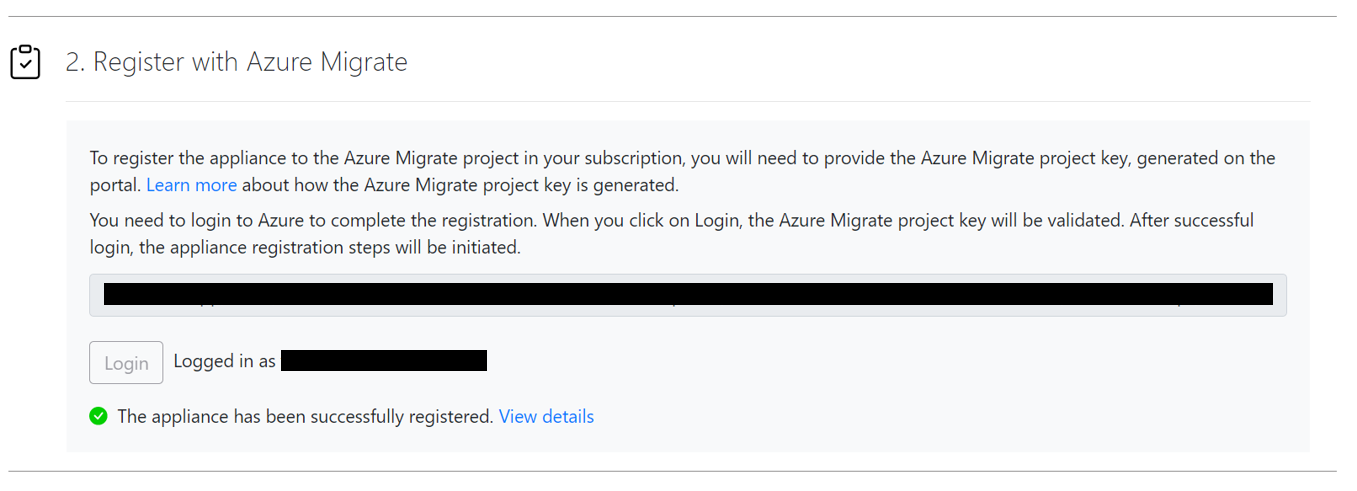 2. Register with Azure Migrate
To register the appliance to the Azure Migrate project in your subscription, you will need to provide the Azure Migrate project key, generated on the
portal. Learn more about how the Azure Migrate project key is generated.
You need to login to Azure to complete the registration. When you click on Login, the Azure Migrate project key will be validated. After successful
login, the appliance registration steps will be initiated.
Login Logged in as
The appliance has been successfully registered. View details